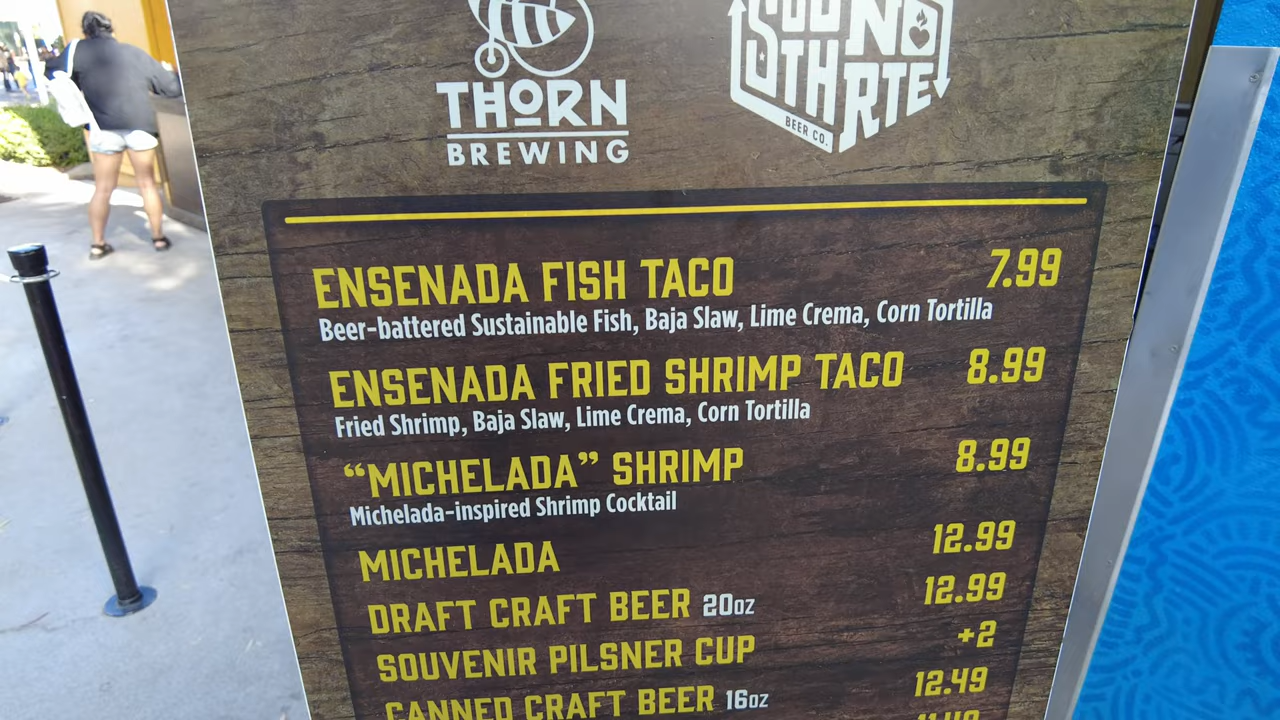 THORN
BREWING
SOUTH NORTE
BEER CO.
ENSENADA FISH TACO 7.99
Beer-battered Sustainable Fish, Baja Slaw, Lime Crema, Corn Tortilla
ENSENADA FRIED SHRIMP TACO 8.99
Fried Shrimp, Baja Slaw, Lime Crema, Corn Tortilla
“MICHELADA” SHRIMP 8.99
Michelada-inspired Shrimp Cocktail
MICHELADA 12.99
DRAFT CRAFT BEER 20oz 12.99
SOUVENIR PILSNER CUP +2
CANNED CRAFT BEER 16oz 12.49